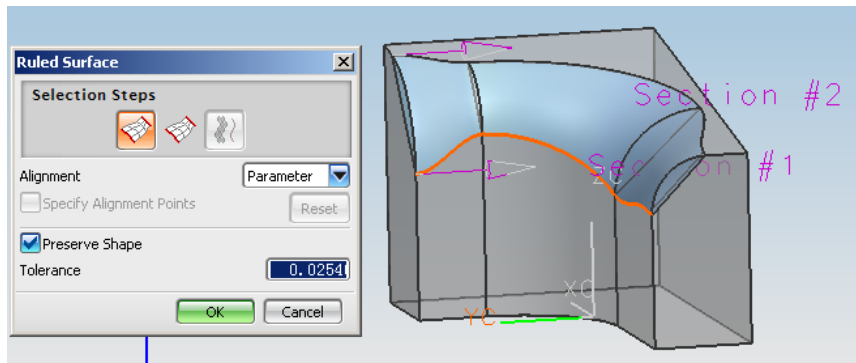 Ruled Surface
Selection Steps
Alignment
Parameter
Specify Alignment Points
Reset
Preserve Shape
Tolerance
0.0254
OK
Cancel
Section #2
Section #1
ZC
XC
YC